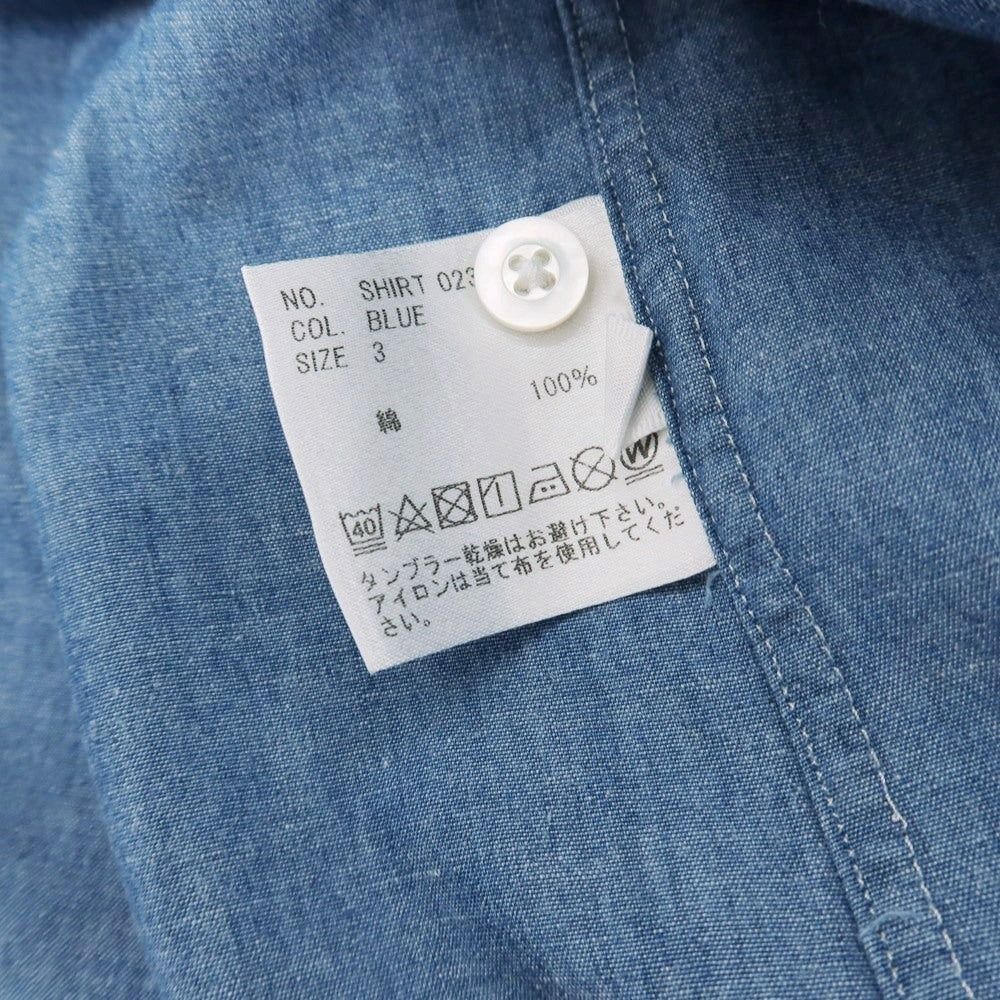 NO. SHIRT 023
COL. BLUE
SIZE 3
綿 100%
40 W
タンブラー乾燥はお避け下さい。
アイロンは当て布を使用してくだ
さい。